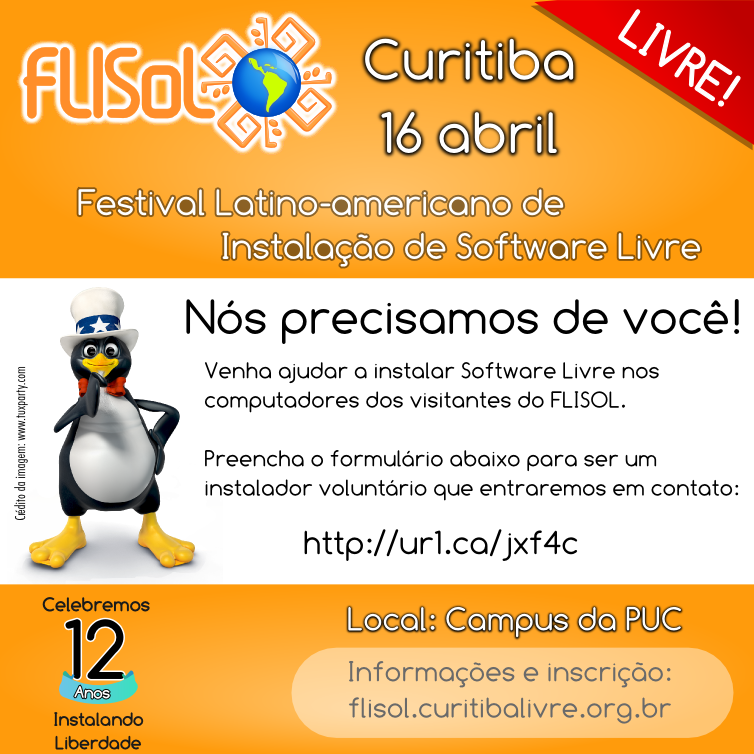 FLISoL
Curitiba
16 abril
LIVRE!
Festival Latino-americano de
Instalação de Software Livre
Nós precisamos de você!
Venha ajudar a instalar Software Livre nos
computadores dos visitantes do FLISOL.
Preencha o formulário abaixo para ser um
instalador voluntário que entraremos em contato:
http://ur1.ca/jxf4c
Cédito da imagem: www.tuxparty.com
Celebremos
12
Anos
Instalando
Liberdade
Local: Campus da PUC
Informações e inscrição:
flisol.curitibalivre.org.br